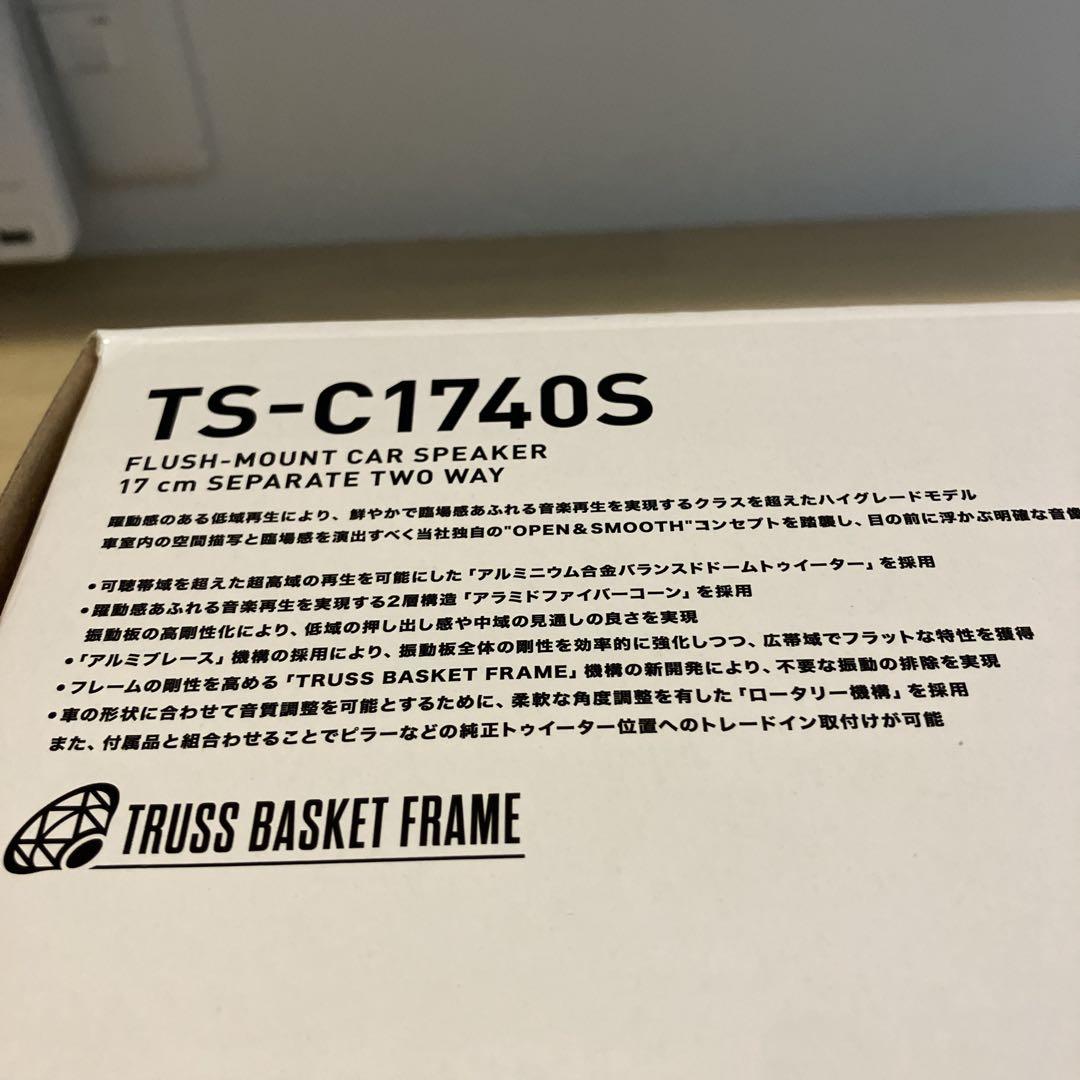 TS-C1740S
FLUSH-MOUNT CAR SPEAKER
17 cm SEPARATE TWO WAY
躍動感のある低域再生により、鮮やかで臨場感あふれる音楽再生を実現するクラスを超えたハイグレードモデル
車室内の空間描写と臨場感を演出すべく当社独自の"OPEN&SMOOTH"コンセプトを踏襲し、目の前に浮かぶ明確な音像
•可聴帯域を超えた超高域の再生を可能にした「アルミニウム合金バランスドドームトゥイーター」を採用
•躍動感あふれる音楽再生を実現する2層構造「アラミドファイバーコーン」を採用
振動板の高剛性化により、低域の押し出し感や中域の見通しの良さを実現
•「アルミブレース」機構の採用により、振動板全体の剛性を効率的に強化しつつ、広帯域でフラットな特性を獲得
•フレームの剛性を高める「TRUSS BASKET FRAME」機構の新開発により、不要な振動の排除を実現
•車の形状に合わせて音質調整を可能とするために、柔軟な角度調整を有した「ロータリー機構」を採用
また、付属品と組合わせることでピラーなどの純正トゥイーター位置へのトレードイン取付けが可能
TRUSS BASKET FRAME